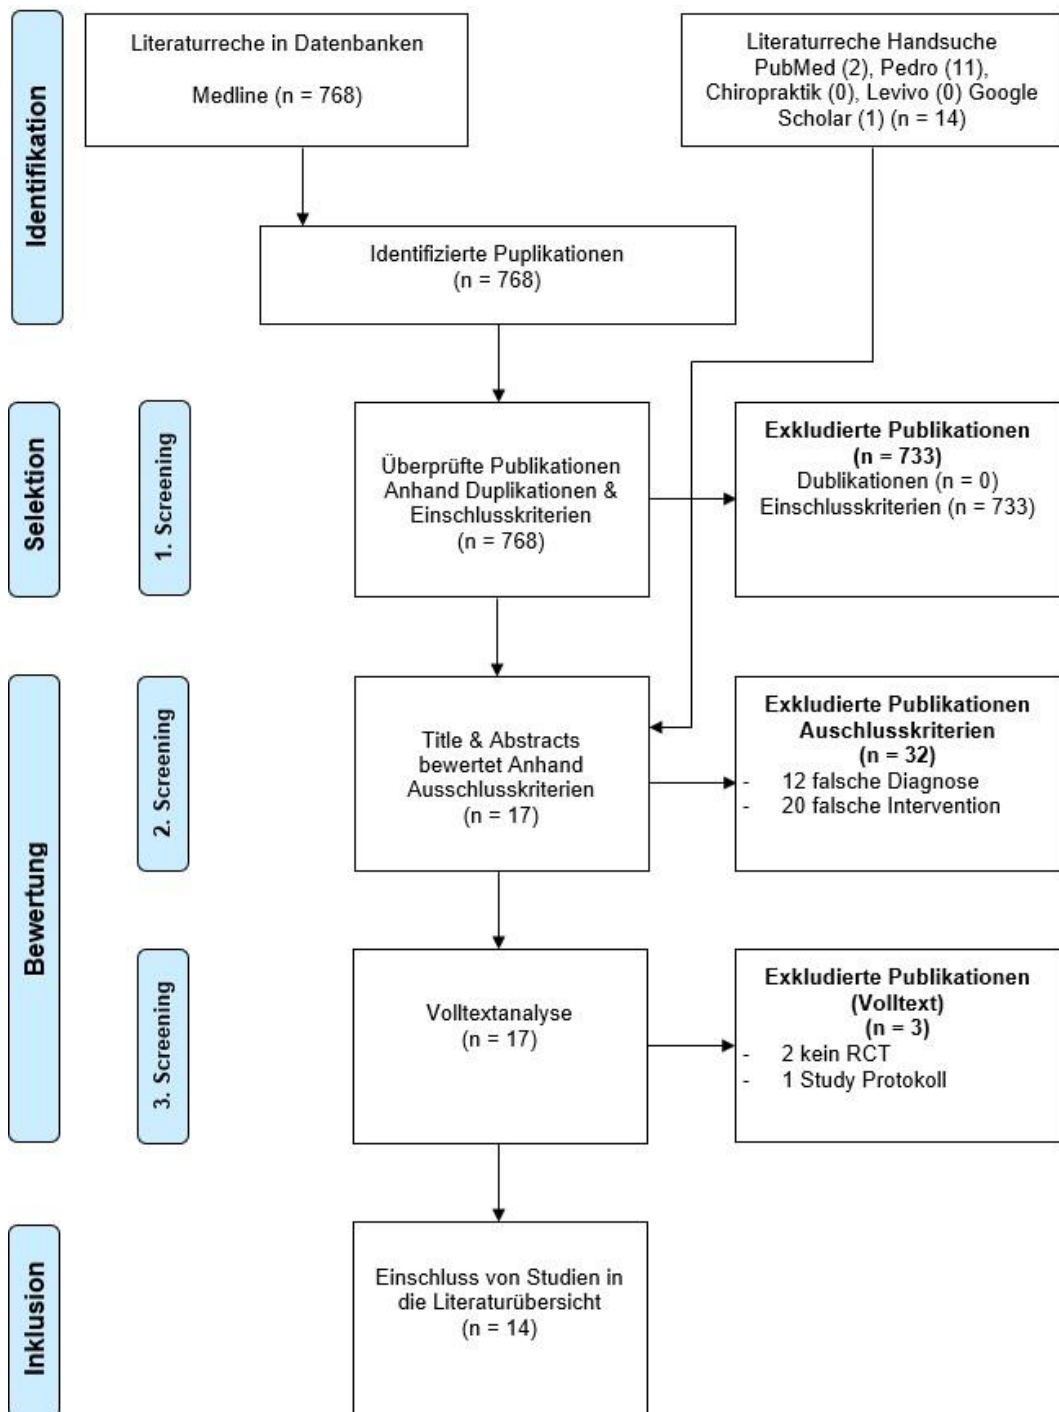 Identifikation
Literaturreche in Datenbanken
Medline (n = 768)
Literaturreche Handsuche
PubMed (2), Pedro (11),
Chiropraktik (0), Levivo (0) Google
Scholar (1) (n = 14)
Identifizierte Puplikationen
(n = 768)
Selektion
1. Screening
Überprüfte Publikationen
Anhand Duplikationen &
Einschlusskriterien
(n = 768)
Exkludierte Publikationen
(n = 733)
Dublikationen (n = 0)
Einschlusskriterien (n = 733)
Bewertung
2. Screening
Title & Abstracts
bewertet Anhand
Ausschlusskriterien
(n = 17)
Exkludierte Publikationen
Auschlusskriterien
(n = 32)
- 12 falsche Diagnose
- 20 falsche Intervention
3. Screening
Volltextanalyse
(n = 17)
Exkludierte Publikationen
(Volltext)
(n = 3)
- 2 kein RCT
- 1 Study Protokoll
Inklusion
Einschluss von Studien in
die Literaturübersicht
(n = 14)